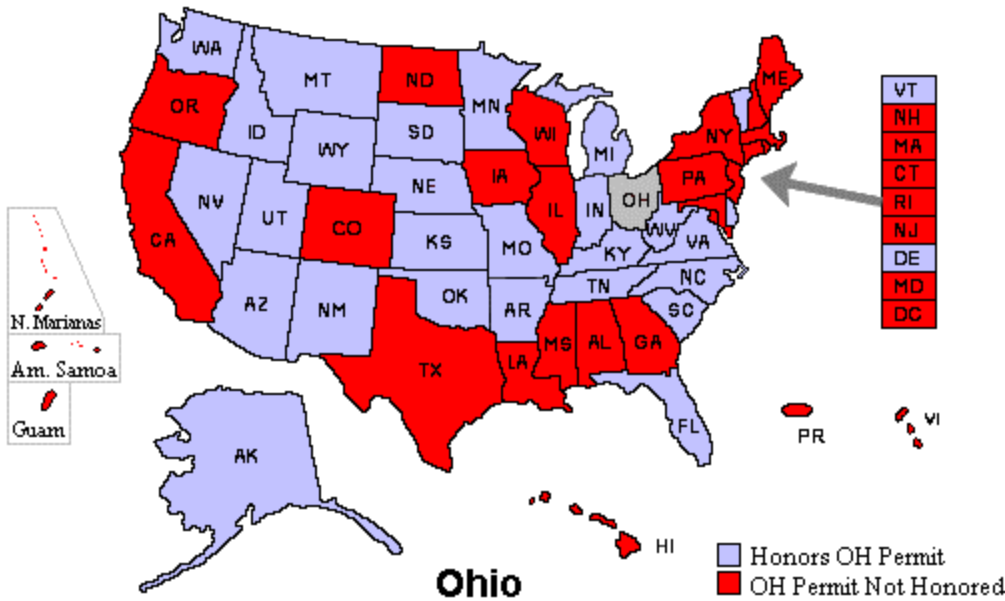 WA
MT
ND
MN
ME
VT
OR
ID
SD
WI
NY
NH
WY
MI
MA
NE
IA
PA
CT
NV
IL
IN
OH
RI
UT
CO
NJ
CA
KS
MO
WV
VA
DE
KY
MD
AZ
NM
OK
AR
TN
NC
DC
SC
N. Marianas
MS
AL
GA
LA
TX
Am. Samoa
Guam
FL
PR
VI
AK
HI
Honors OH Permit
Ohio
OH Permit Not Honored